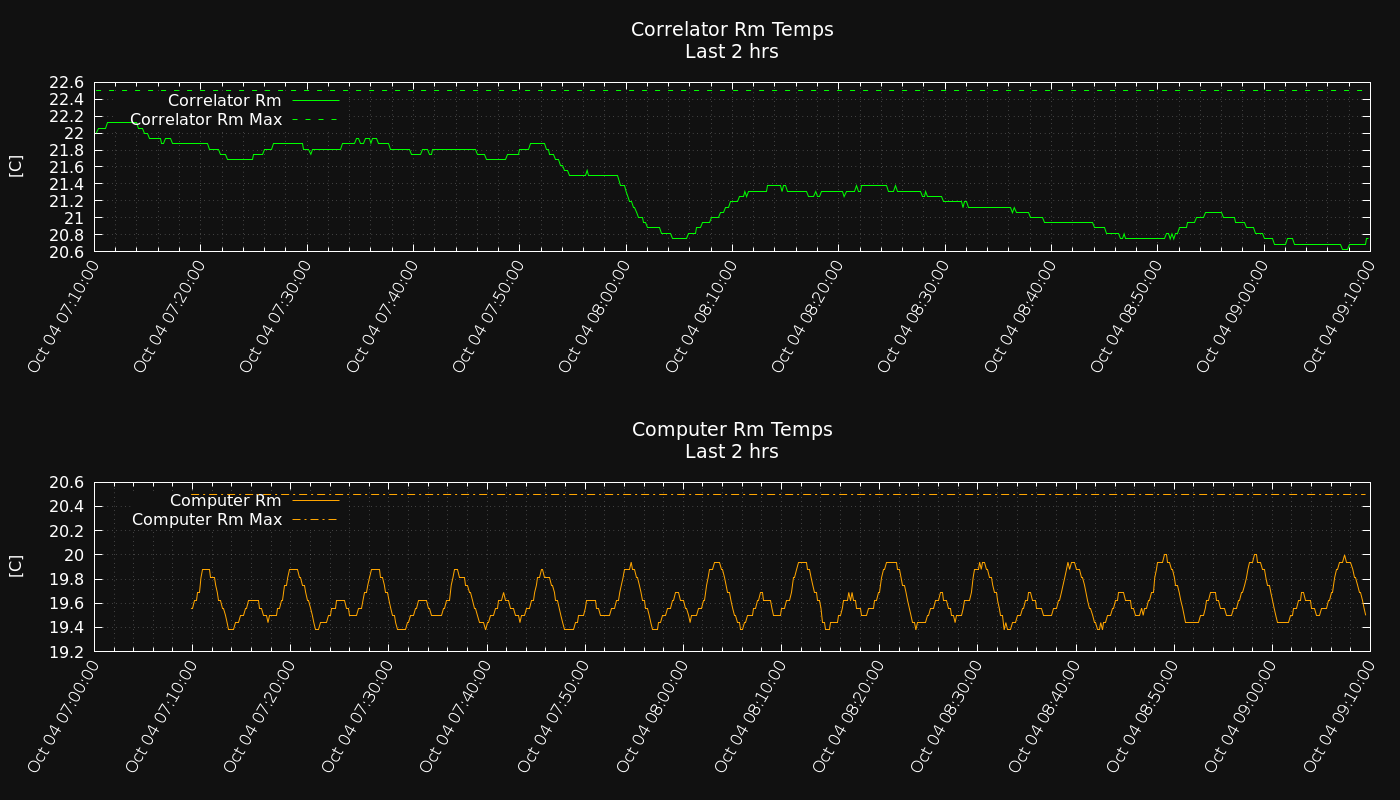 Correlator Rm Temps
Last 2 hrs
22.6
22.4
22.2
22
21.8
21.6
21.4
21.2
21
20.8
20.6
[C]
Correlator Rm
Correlator Rm Max
Oct 04 07:10:00
Oct 04 07:20:00
Oct 04 07:30:00
Oct 04 07:40:00
Oct 04 07:50:00
Oct 04 08:00:00
Oct 04 08:10:00
Oct 04 08:20:00
Oct 04 08:30:00
Oct 04 08:40:00
Oct 04 08:50:00
Oct 04 09:00:00
Oct 04 09:10:00
Computer Rm Temps
Last 2 hrs
20.6
20.4
20.2
20
19.8
19.6
19.4
19.2
[C]
Computer Rm
Computer Rm Max
Oct 04 07:00:00
Oct 04 07:10:00
Oct 04 07:20:00
Oct 04 07:30:00
Oct 04 07:40:00
Oct 04 07:50:00
Oct 04 08:00:00
Oct 04 08:10:00
Oct 04 08:20:00
Oct 04 08:30:00
Oct 04 08:40:00
Oct 04 08:50:00
Oct 04 09:00:00
Oct 04 09:10:00